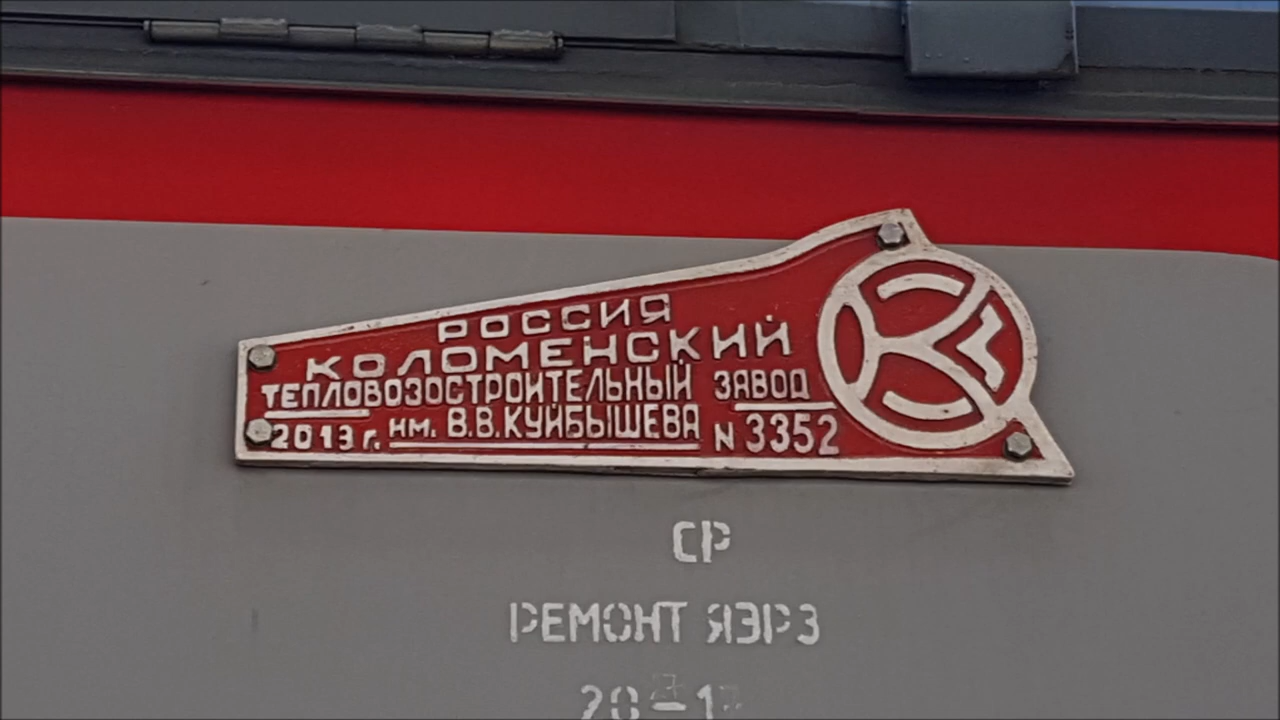 РОССИЯ
КОЛОМЕНСКИЙ
ТЕПЛОВОЗОСТРОИТЕЛЬНЫЙ ЗАВОД
2013 г. ИМ. В.В. КУЙБЫШЕВА N 3352
СР
РЕМОНТ ЯЭРЗ